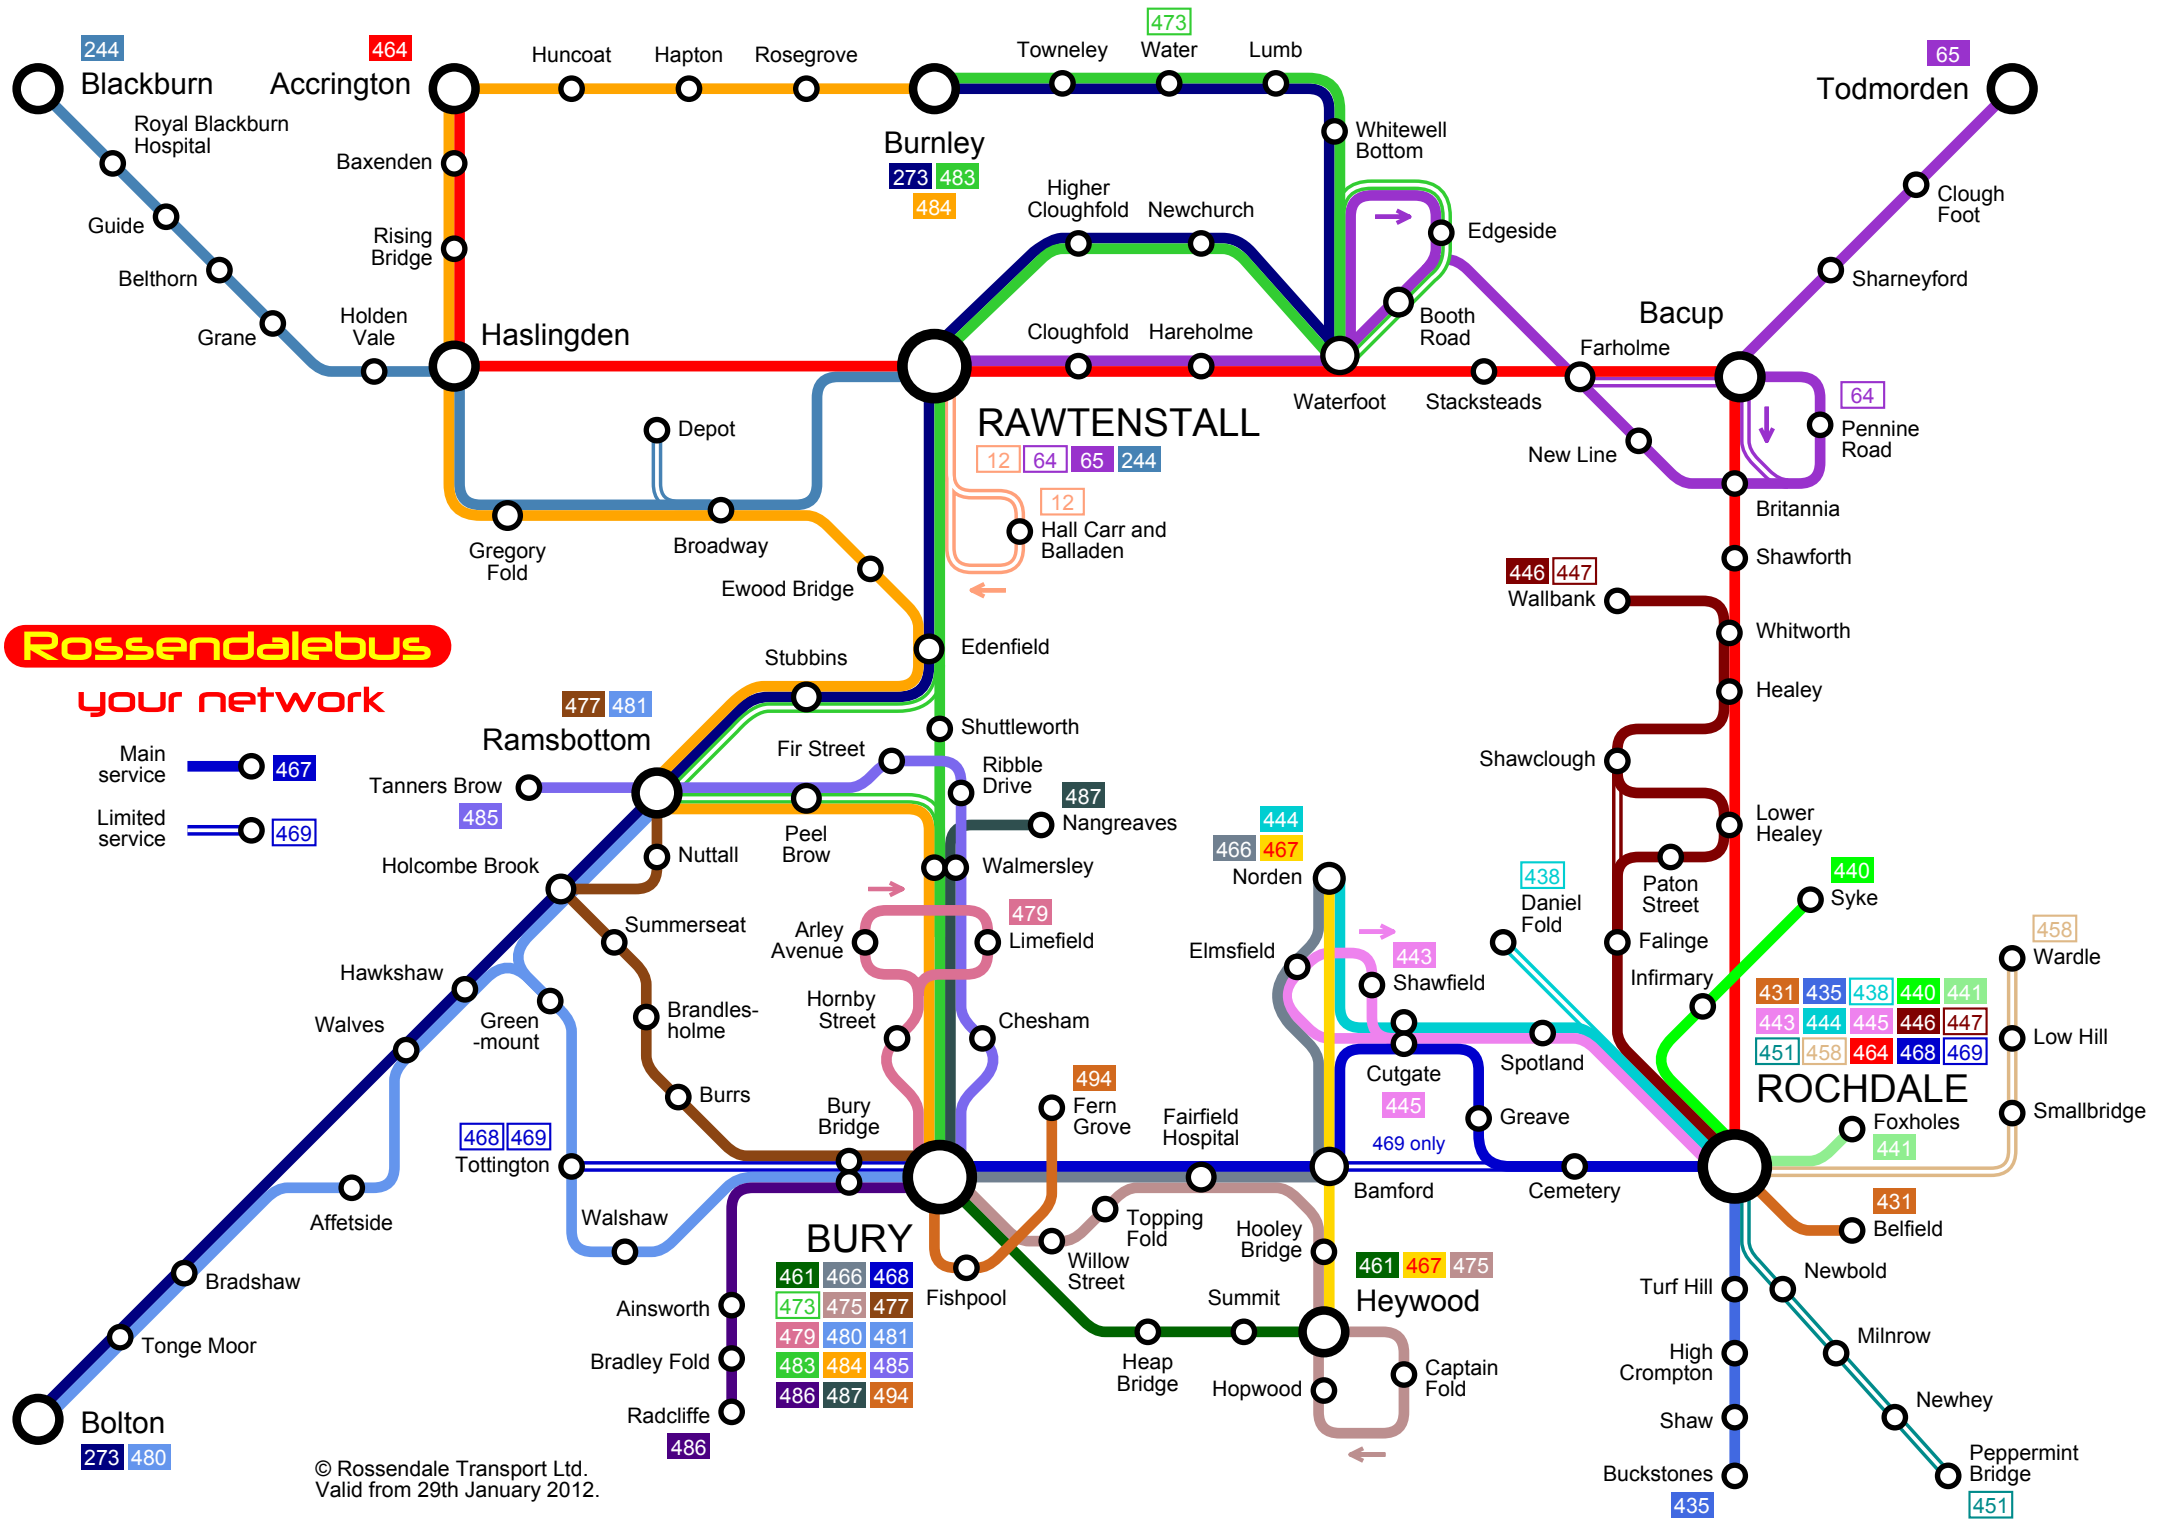 244
Blackburn
Royal Blackburn
Hospital
Guide
Belthorn
Grane
Holden
Vale
464
Accrington
Baxenden
Rising
Bridge
Haslingden
Huncoat
Hapton
Rosegrove
Burnley
273 483
484
Towneley
473
Water
Lumb
Whitewell
Bottom
Higher
Cloughfold
Newchurch
Edgeside
Booth
Road
Cloughfold
Hareholme
Waterfoot
Stacksteads
Farholme
Bacup
65
Todmorden
Clough
Foot
Sharneyford
64
Pennine
Road
New Line
Britannia
Shawforth
RAWTENSTALL
12 64 65 244
12
Hall Carr and
Balladen
Depot
Gregory
Fold
Broadway
Ewood Bridge
Edenfield
Stubbins
446 447
Wallbank
Whitworth
Healey
Shawclough
Lower
Healey
Paton
Street
Falinge
Rossendalebus
your network
Main
service
467
Limited
service
469
477 481
Ramsbottom
Tanners Brow
485
Fir Street
Shuttleworth
Ribble
Drive
487
Nangreaves
Peel
Brow
Walmersley
Holcombe Brook
Nuttall
Summerseat
Brandles-
holme
Burrs
Hawkshaw
Walves
Green
-mount
Arley
Avenue
479
Limefield
Hornby
Street
Chesham
444
466 467
Norden
Elmsfield
443
Shawfield
438
Daniel
Fold
Cutgate
445
Spotland
Greave
469 only
440
Syke
Infirmary
458
Wardle
Low Hill
Smallbridge
431 435 438 440 441
443 444 445 446 447
451 458 464 468 469
ROCHDALE
Foxholes
441
431
Belfield
468 469
Tottington
Bury
Bridge
494
Fern
Grove
Fairfield
Hospital
Bamford
Cemetery
Affetside
Walshaw
Bradshaw
Tonge Moor
Bolton
273 480
BURY
461 466 468
473 475 477
479 480 481
483 484 485
486 487 494
Ainsworth
Bradley Fold
Radcliffe
486
Fishpool
Willow
Street
Topping
Fold
Hooley
Bridge
461 467 475
Heywood
Heap
Bridge
Summit
Hopwood
Captain
Fold
Turf Hill
High
Crompton
Shaw
Buckstones
435
Newbold
Milnrow
Newhey
Peppermint
Bridge
451
© Rossendale Transport Ltd.
Valid from 29th January 2012.